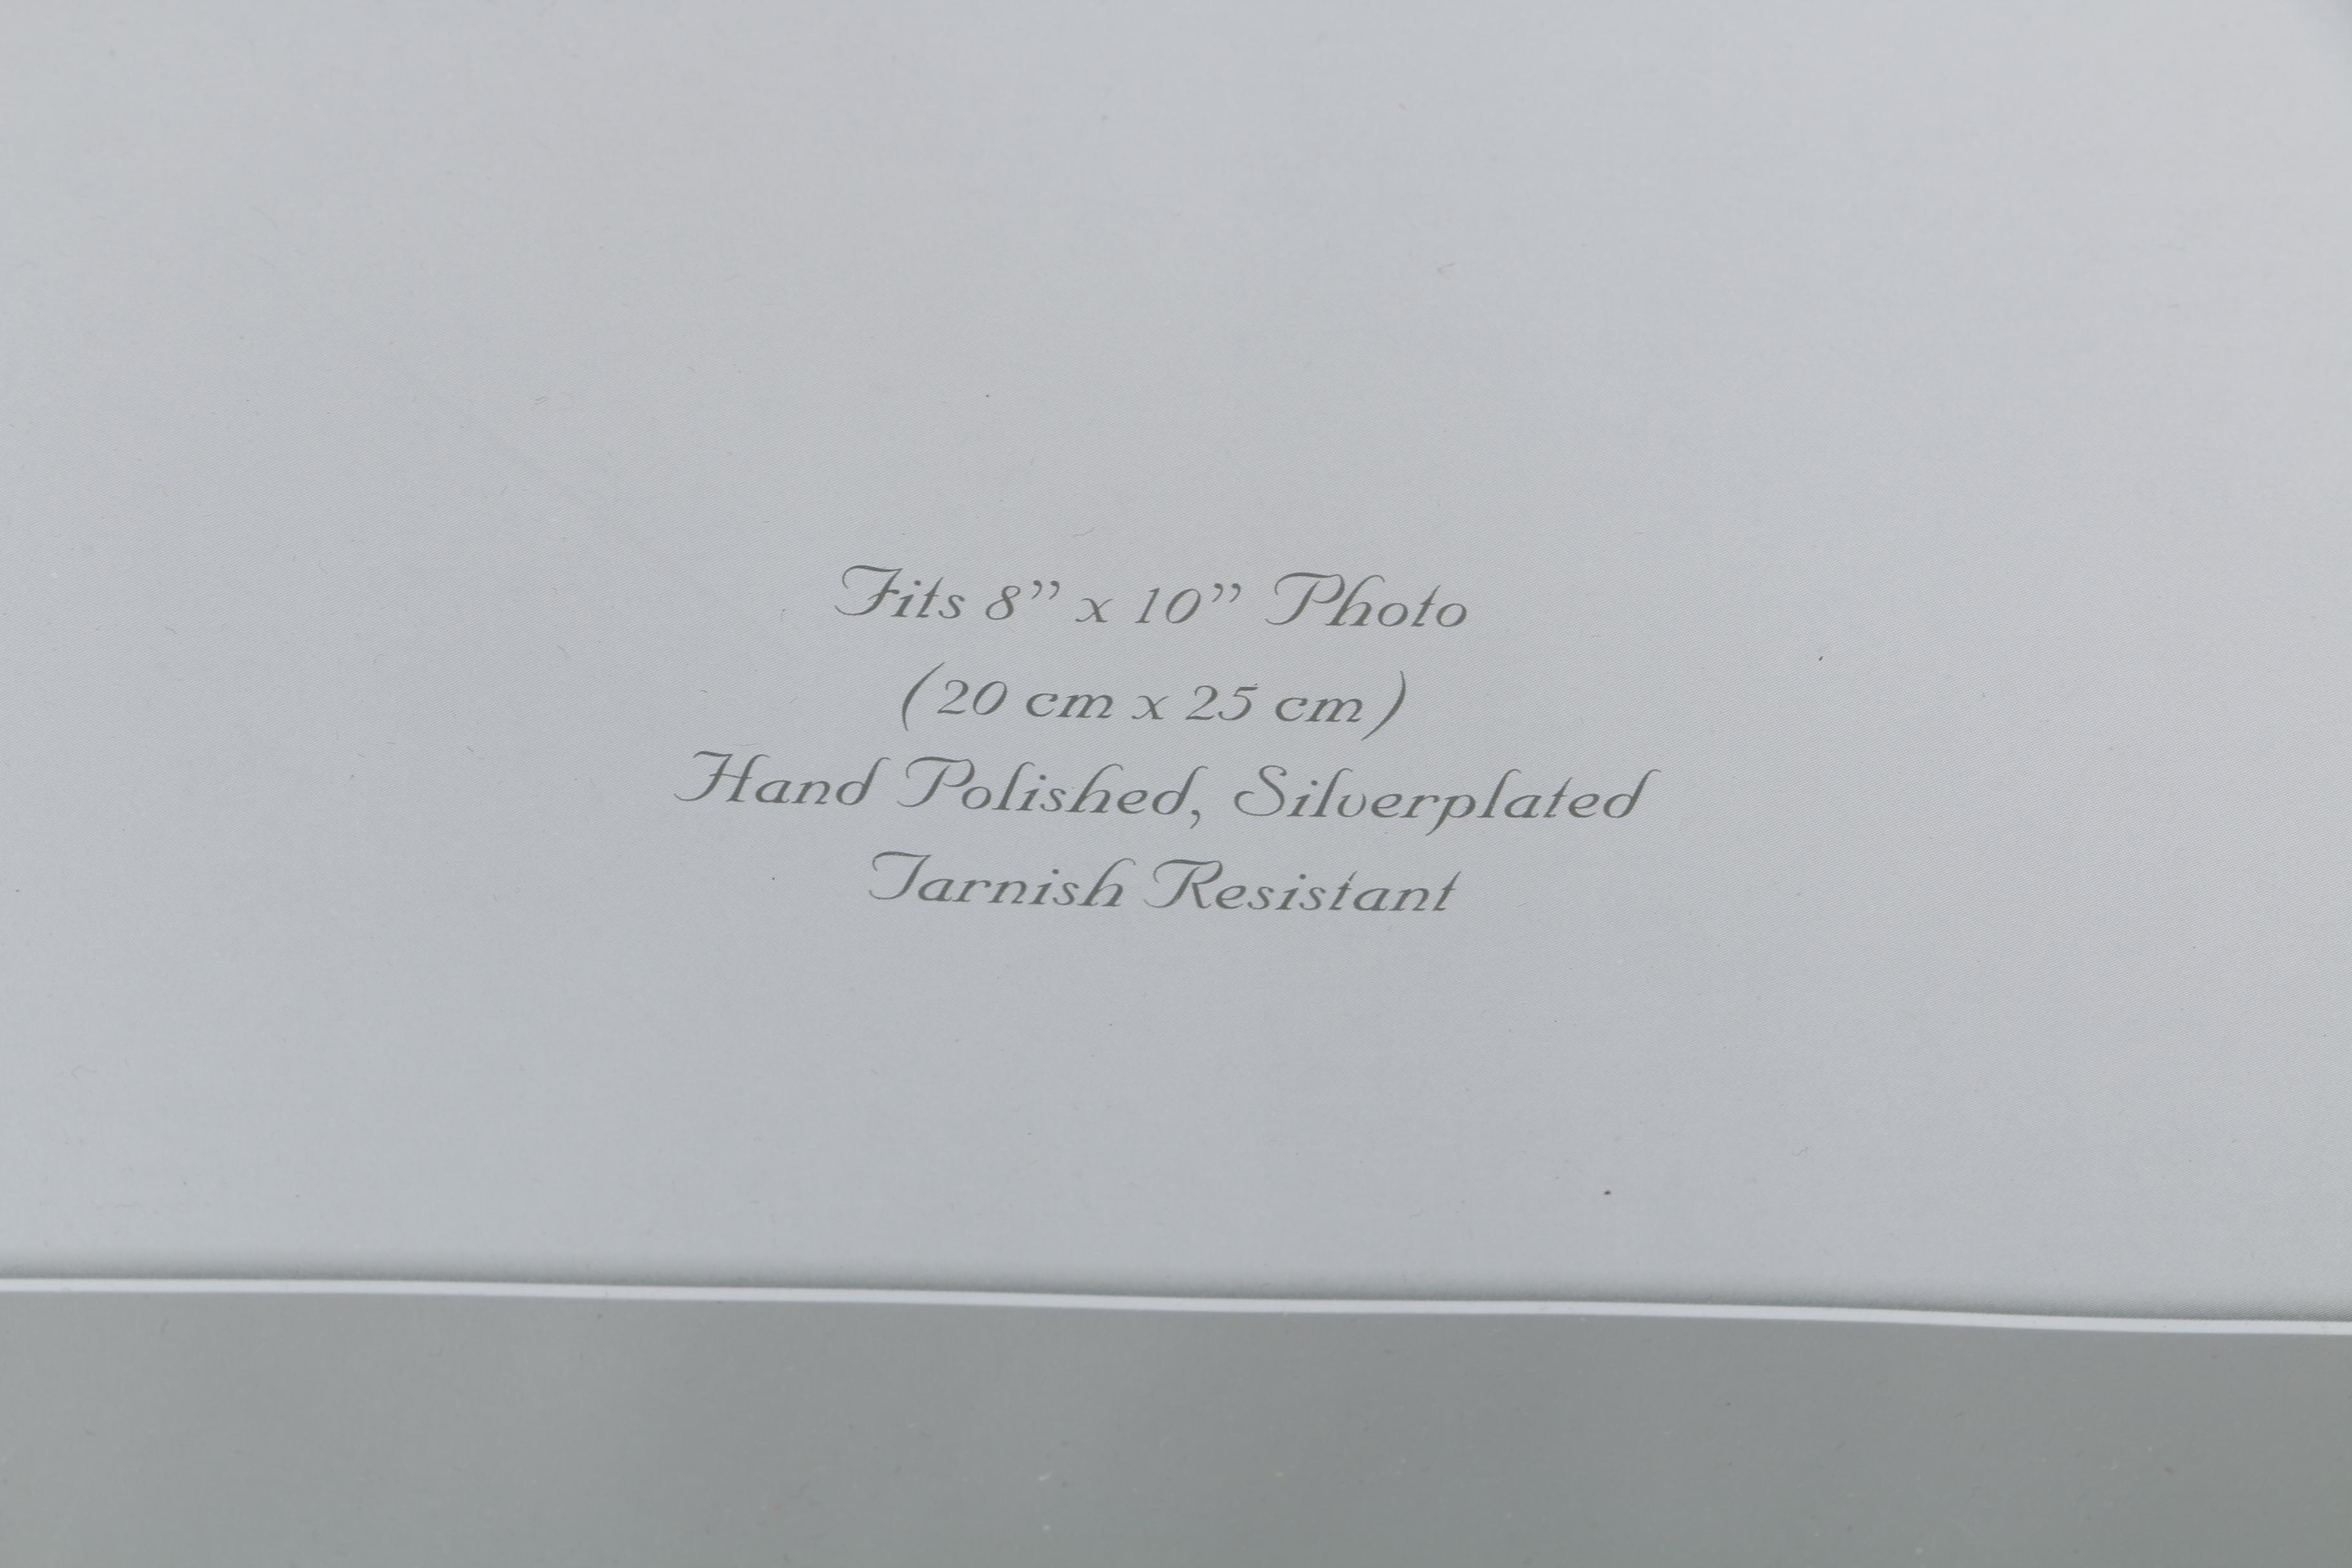 Fits 8” x 10” Photo
(20 cm x 25 cm)
Hand Polished, Silverplated
Tarnish Resistant